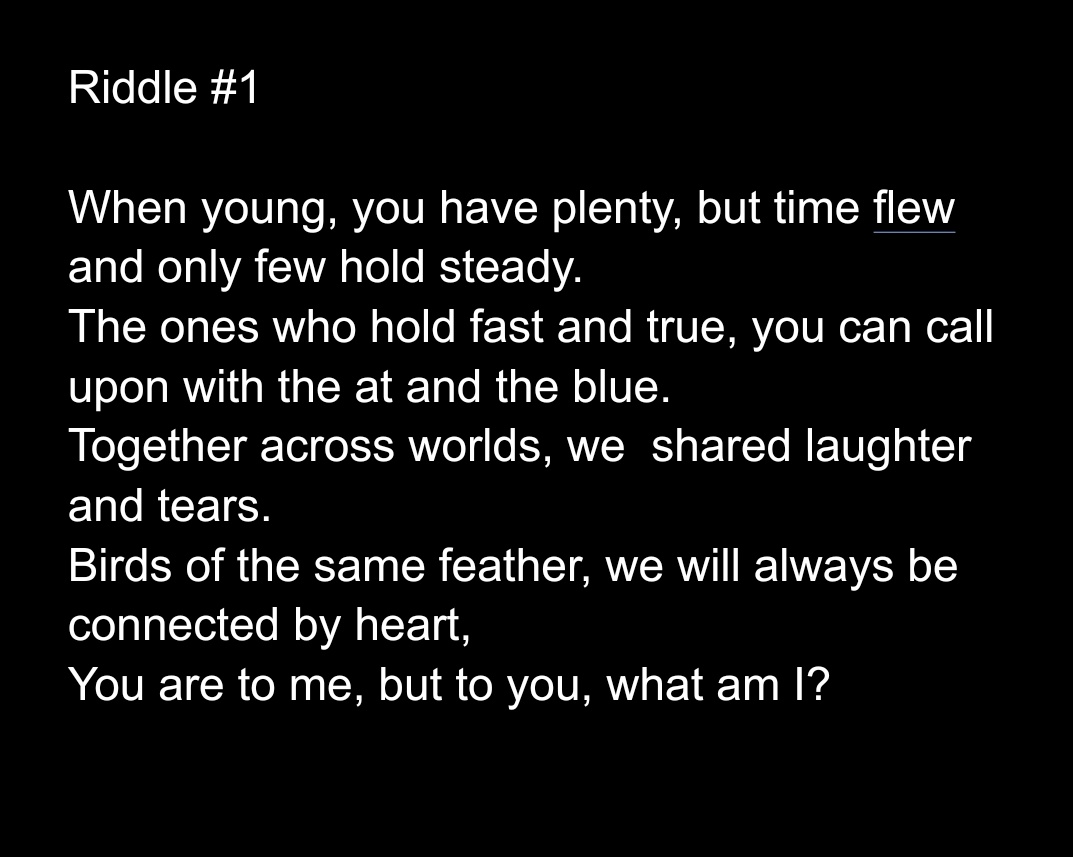 Riddle #1
When young, you have plenty, but time flew
and only few hold steady.
The ones who hold fast and true, you can call
upon with the at and the blue.
Together across worlds, we  shared laughter
and tears.
Birds of the same feather, we will always be
connected by heart,
You are to me, but to you, what am I?